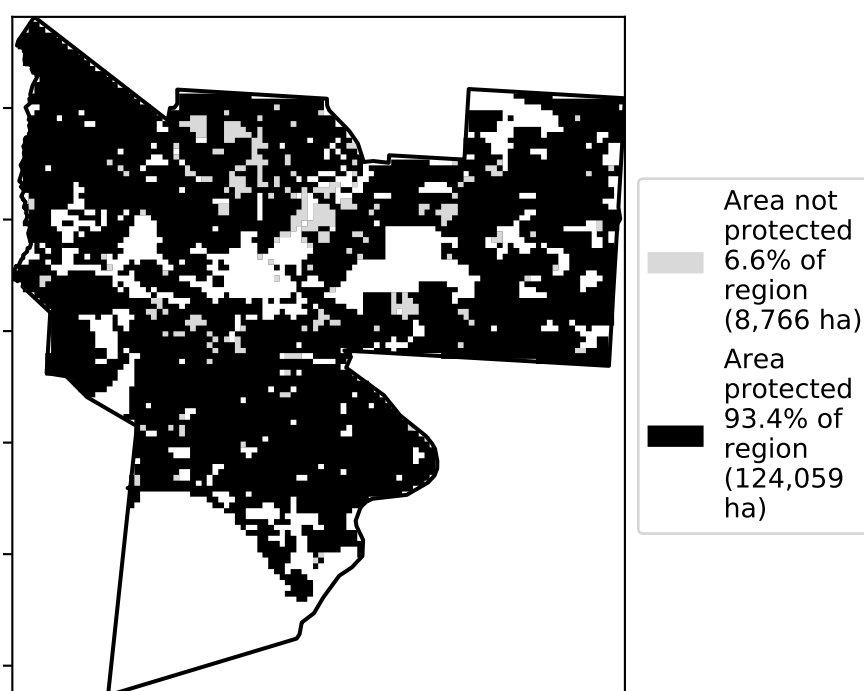 Area not
protected
6.6% of
region
(8,766 ha)
Area
protected
93.4% of
region
(124,059
ha)